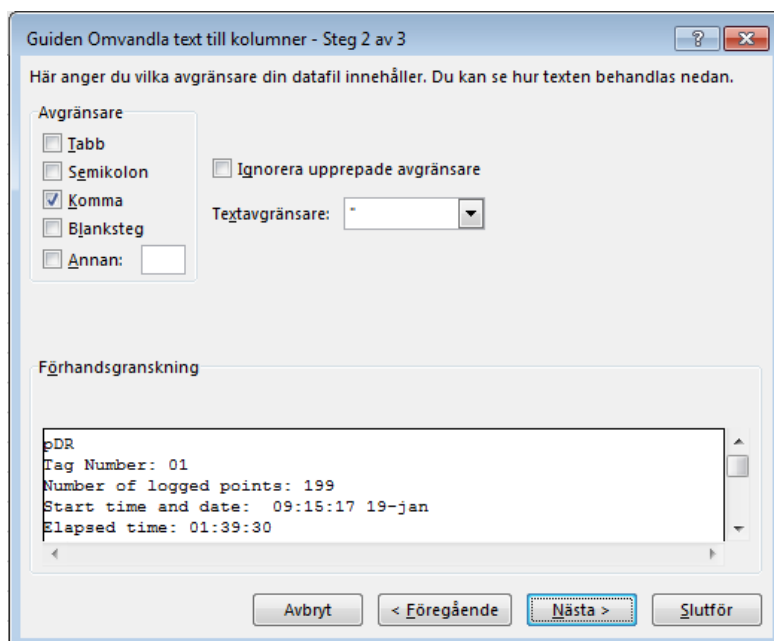 Guiden Omvandla text till kolumner - Steg 2 av 3
Här anger du vilka avgränsare din datafil innehåller. Du kan se hur texten behandlas nedan.
Avgränsare
Tabb
Semikolon
Komma
Blanksteg
Annan:
Ignorera upprepade avgränsare
Textavgränsare: "
Förhandsgranskning
pDR
Tag Number: 01
Number of logged points: 199
Start time and date:  09:15:17 19-jan
Elapsed time: 01:39:30
Avbryt
< Föregående
Nästa >
Slutför